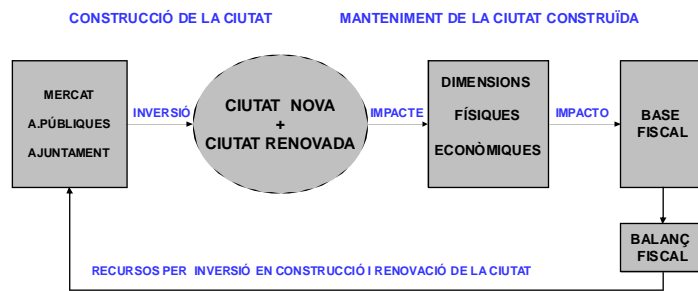 CONSTRUCCIÓ DE LA CIUTAT
MANTENIMENT DE LA CIUTAT CONSTRUÏDA
MERCAT
A.PÚBLIQUES
AJUNTAMENT
INVERSIÓ
CIUTAT NOVA
+
CIUTAT RENOVADA
IMPACTE
DIMENSIONS
FÍSIQUES
ECONÒMIQUES
IMPACTO
BASE
FISCAL
BALANÇ
FISCAL
RECURSOS PER INVERSIÓ EN CONSTRUCCIÓ I RENOVACIÓ DE LA CIUTAT